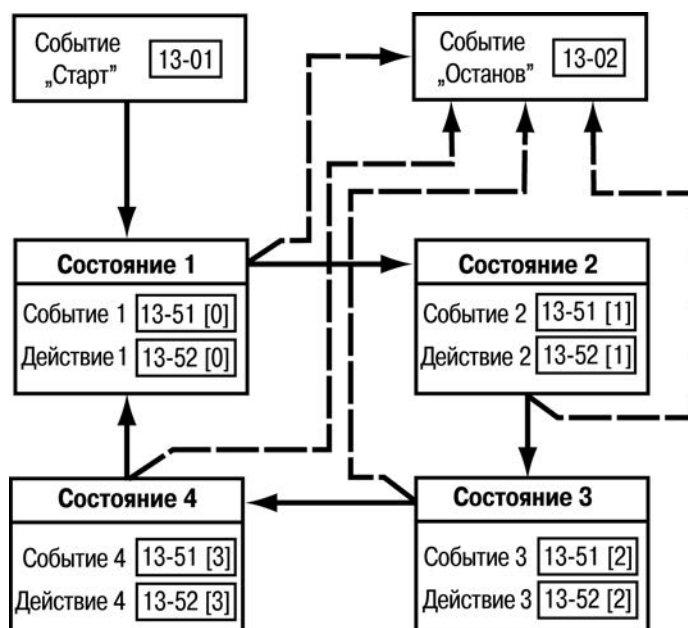 Событие
„Старт” 13-01
Событие
„Останов” 13-02
Состояние 1
Событие 1 13-51 [0]
Действие 1 13-52 [0]
Состояние 2
Событие 2 13-51 [1]
Действие 2 13-52 [1]
Состояние 4
Событие 4 13-51 [3]
Действие 4 13-52 [3]
Состояние 3
Событие 3 13-51 [2]
Действие 3 13-52 [2]